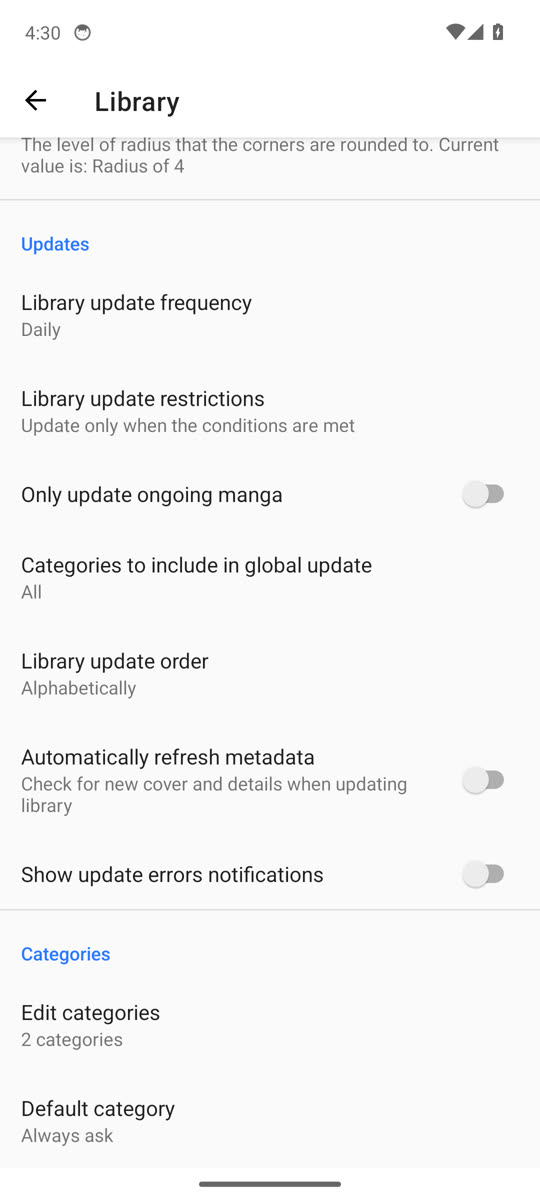 4:30
Library
The level of radius that the corners are rounded to. Current
value is: Radius of 4
Updates
Library update frequency
Daily
Library update restrictions
Update only when the conditions are met
Only update ongoing manga
Categories to include in global update
All
Library update order
Alphabetically
Automatically refresh metadata
Check for new cover and details when updating
library
Show update errors notifications
Categories
Edit categories
2 categories
Default category
Always ask